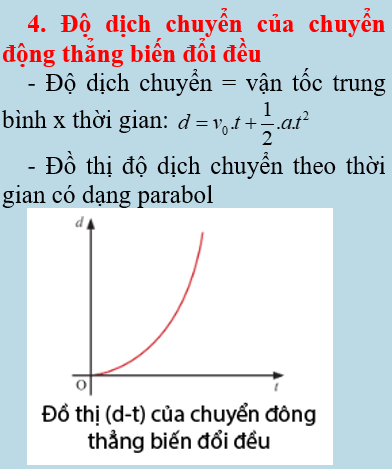 4. Độ dịch chuyển của chuyển
động thẳng biến đổi đều
- Độ dịch chuyển = vận tốc trung
bình x thời gian: d = v₀.t + \frac{1}{2}.a.t²
- Đồ thị độ dịch chuyển theo thời
gian có dạng parabol
d
O
t
Đồ thị (d-t) của chuyển đông
thẳng biến đổi đều